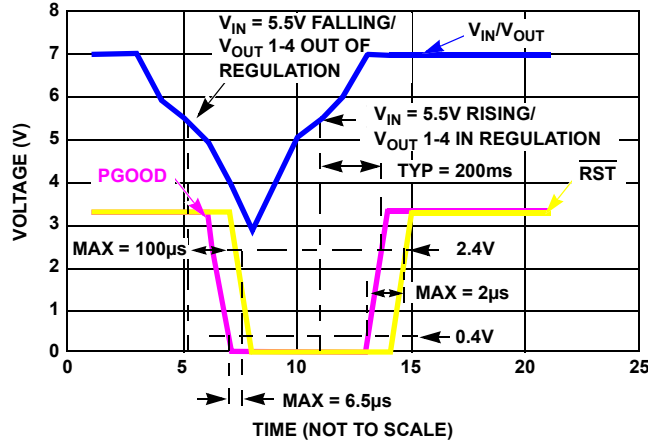 8
7
6
5
4
3
2
1
0
VOLTAGE (V)
V_IN = 5.5V FALLING/
V_OUT 1-4 OUT OF
REGULATION
V_IN/V_OUT
V_IN = 5.5V RISING/
V_OUT 1-4 IN REGULATION
TYP = 200ms
PGOOD
RST
MAX = 100µs
2.4V
MAX = 2µs
0.4V
0 5 10 15 20 25
MAX = 6.5µs
TIME (NOT TO SCALE)